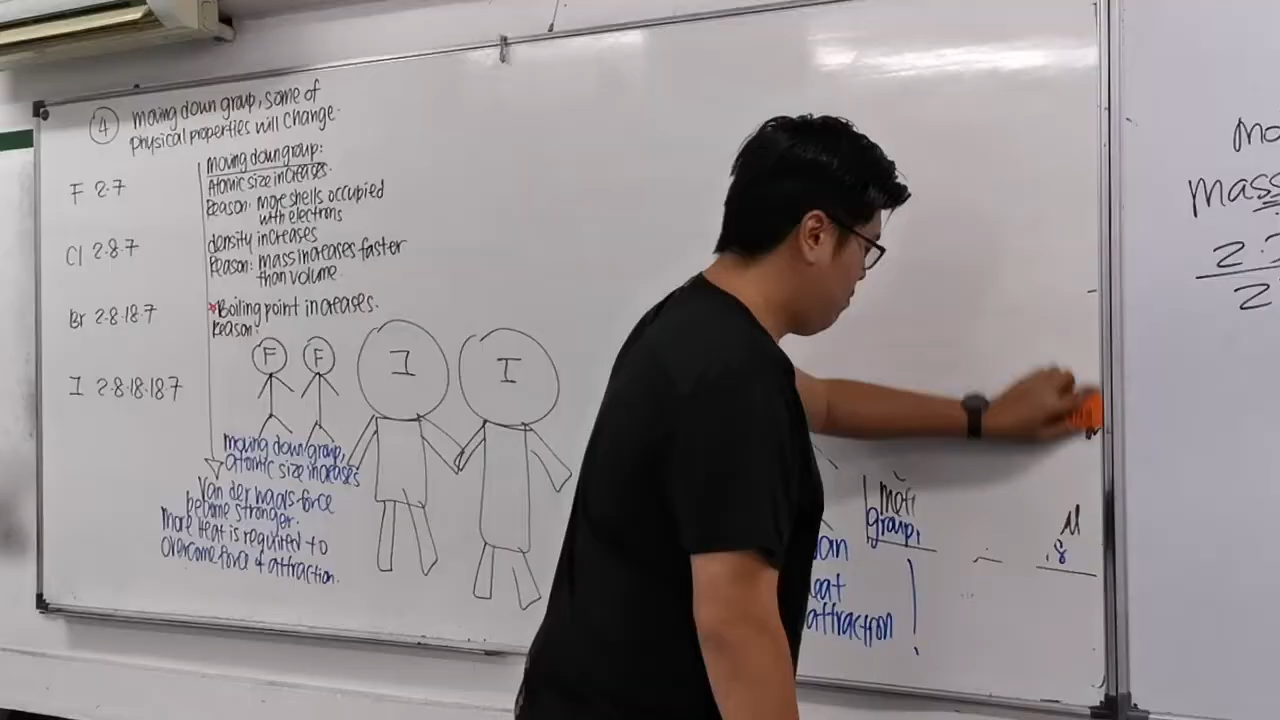 4 moving down group, some of
physical properties will change.
F 2.7
Cl 2.8.7
Br 2.8.18.7
I 2.8.18.18.7
moving down group:
Atomic size increases.
Reason: more shells occupied
with electrons
density increases
Reason: mass increases faster
than volume.
*Boiling point increases.
Reason:
F F I I
moving down group,
atomic size increases
Van der waals force
become stronger.
More heat is required to
overcome force of attraction.
group,
eat
attraction
.8
mass